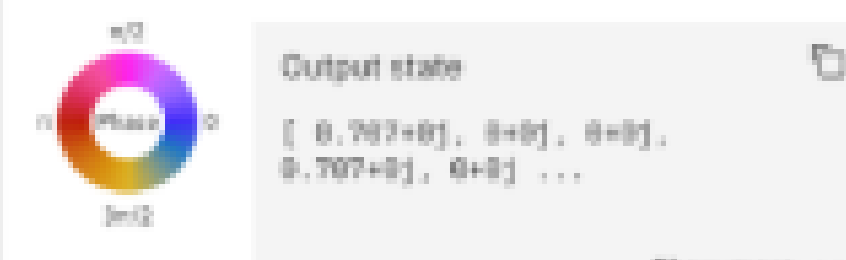 π/2
Phase
π
0
3π/2
Output state
[ 0.707+0j, 0+0j, 0+0j,
0.707+0j, 0+0j ...